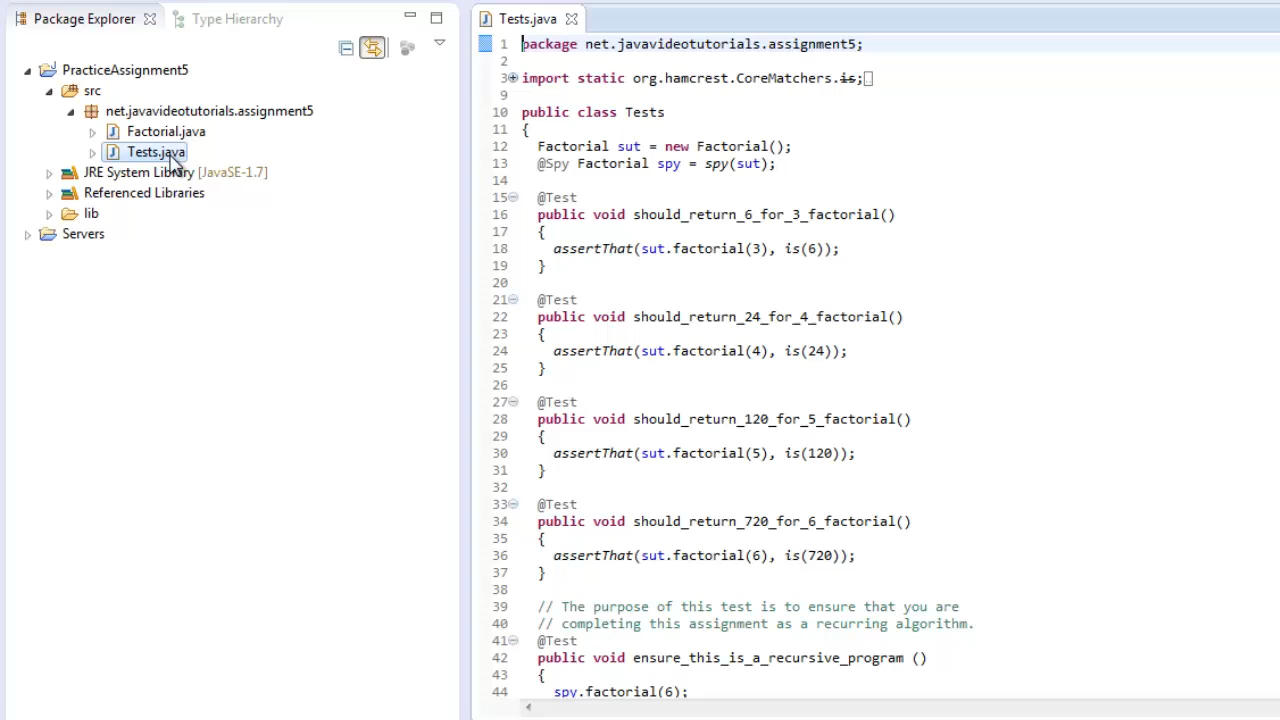 Package Explorer
Type Hierarchy
PracticeAssignment5
src
net.javavideotutorials.assignment5
Factorial.java
Tests.java
JRE System Library [JavaSE-1.7]
Referenced Libraries
lib
Servers
Tests.java
1 package net.javavideotutorials.assignment5;
2
3 import static org.hamcrest.CoreMatchers.is;
9
10 public class Tests
11 {
12 Factorial sut = new Factorial();
13 @Spy Factorial spy = spy(sut);
14
15 @Test
16 public void should_return_6_for_3_factorial()
17 {
18 assertThat(sut.factorial(3), is(6));
19 }
20
21 @Test
22 public void should_return_24_for_4_factorial()
23 {
24 assertThat(sut.factorial(4), is(24));
25 }
26
27 @Test
28 public void should_return_120_for_5_factorial()
29 {
30 assertThat(sut.factorial(5), is(120));
31 }
32
33 @Test
34 public void should_return_720_for_6_factorial()
35 {
36 assertThat(sut.factorial(6), is(720));
37 }
38
39 // The purpose of this test is to ensure that you are
40 // completing this assignment as a recurring algorithm.
41 @Test
42 public void ensure_this_is_a_recursive_program ()
43 {
44 spy.factorial(6);